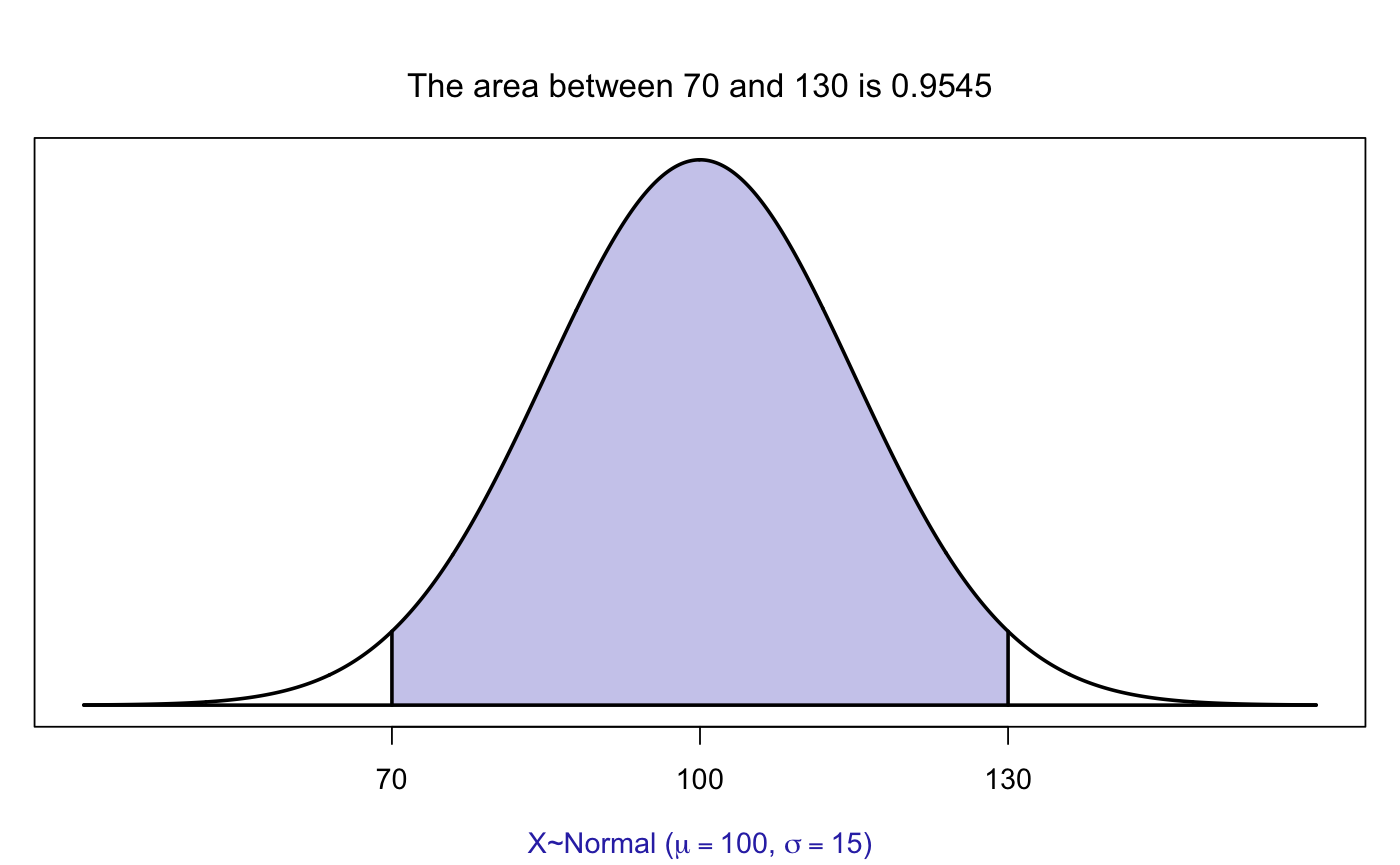 The area between 70 and 130 is 0.9545
70 100 130
X~Normal (μ = 100, σ = 15)